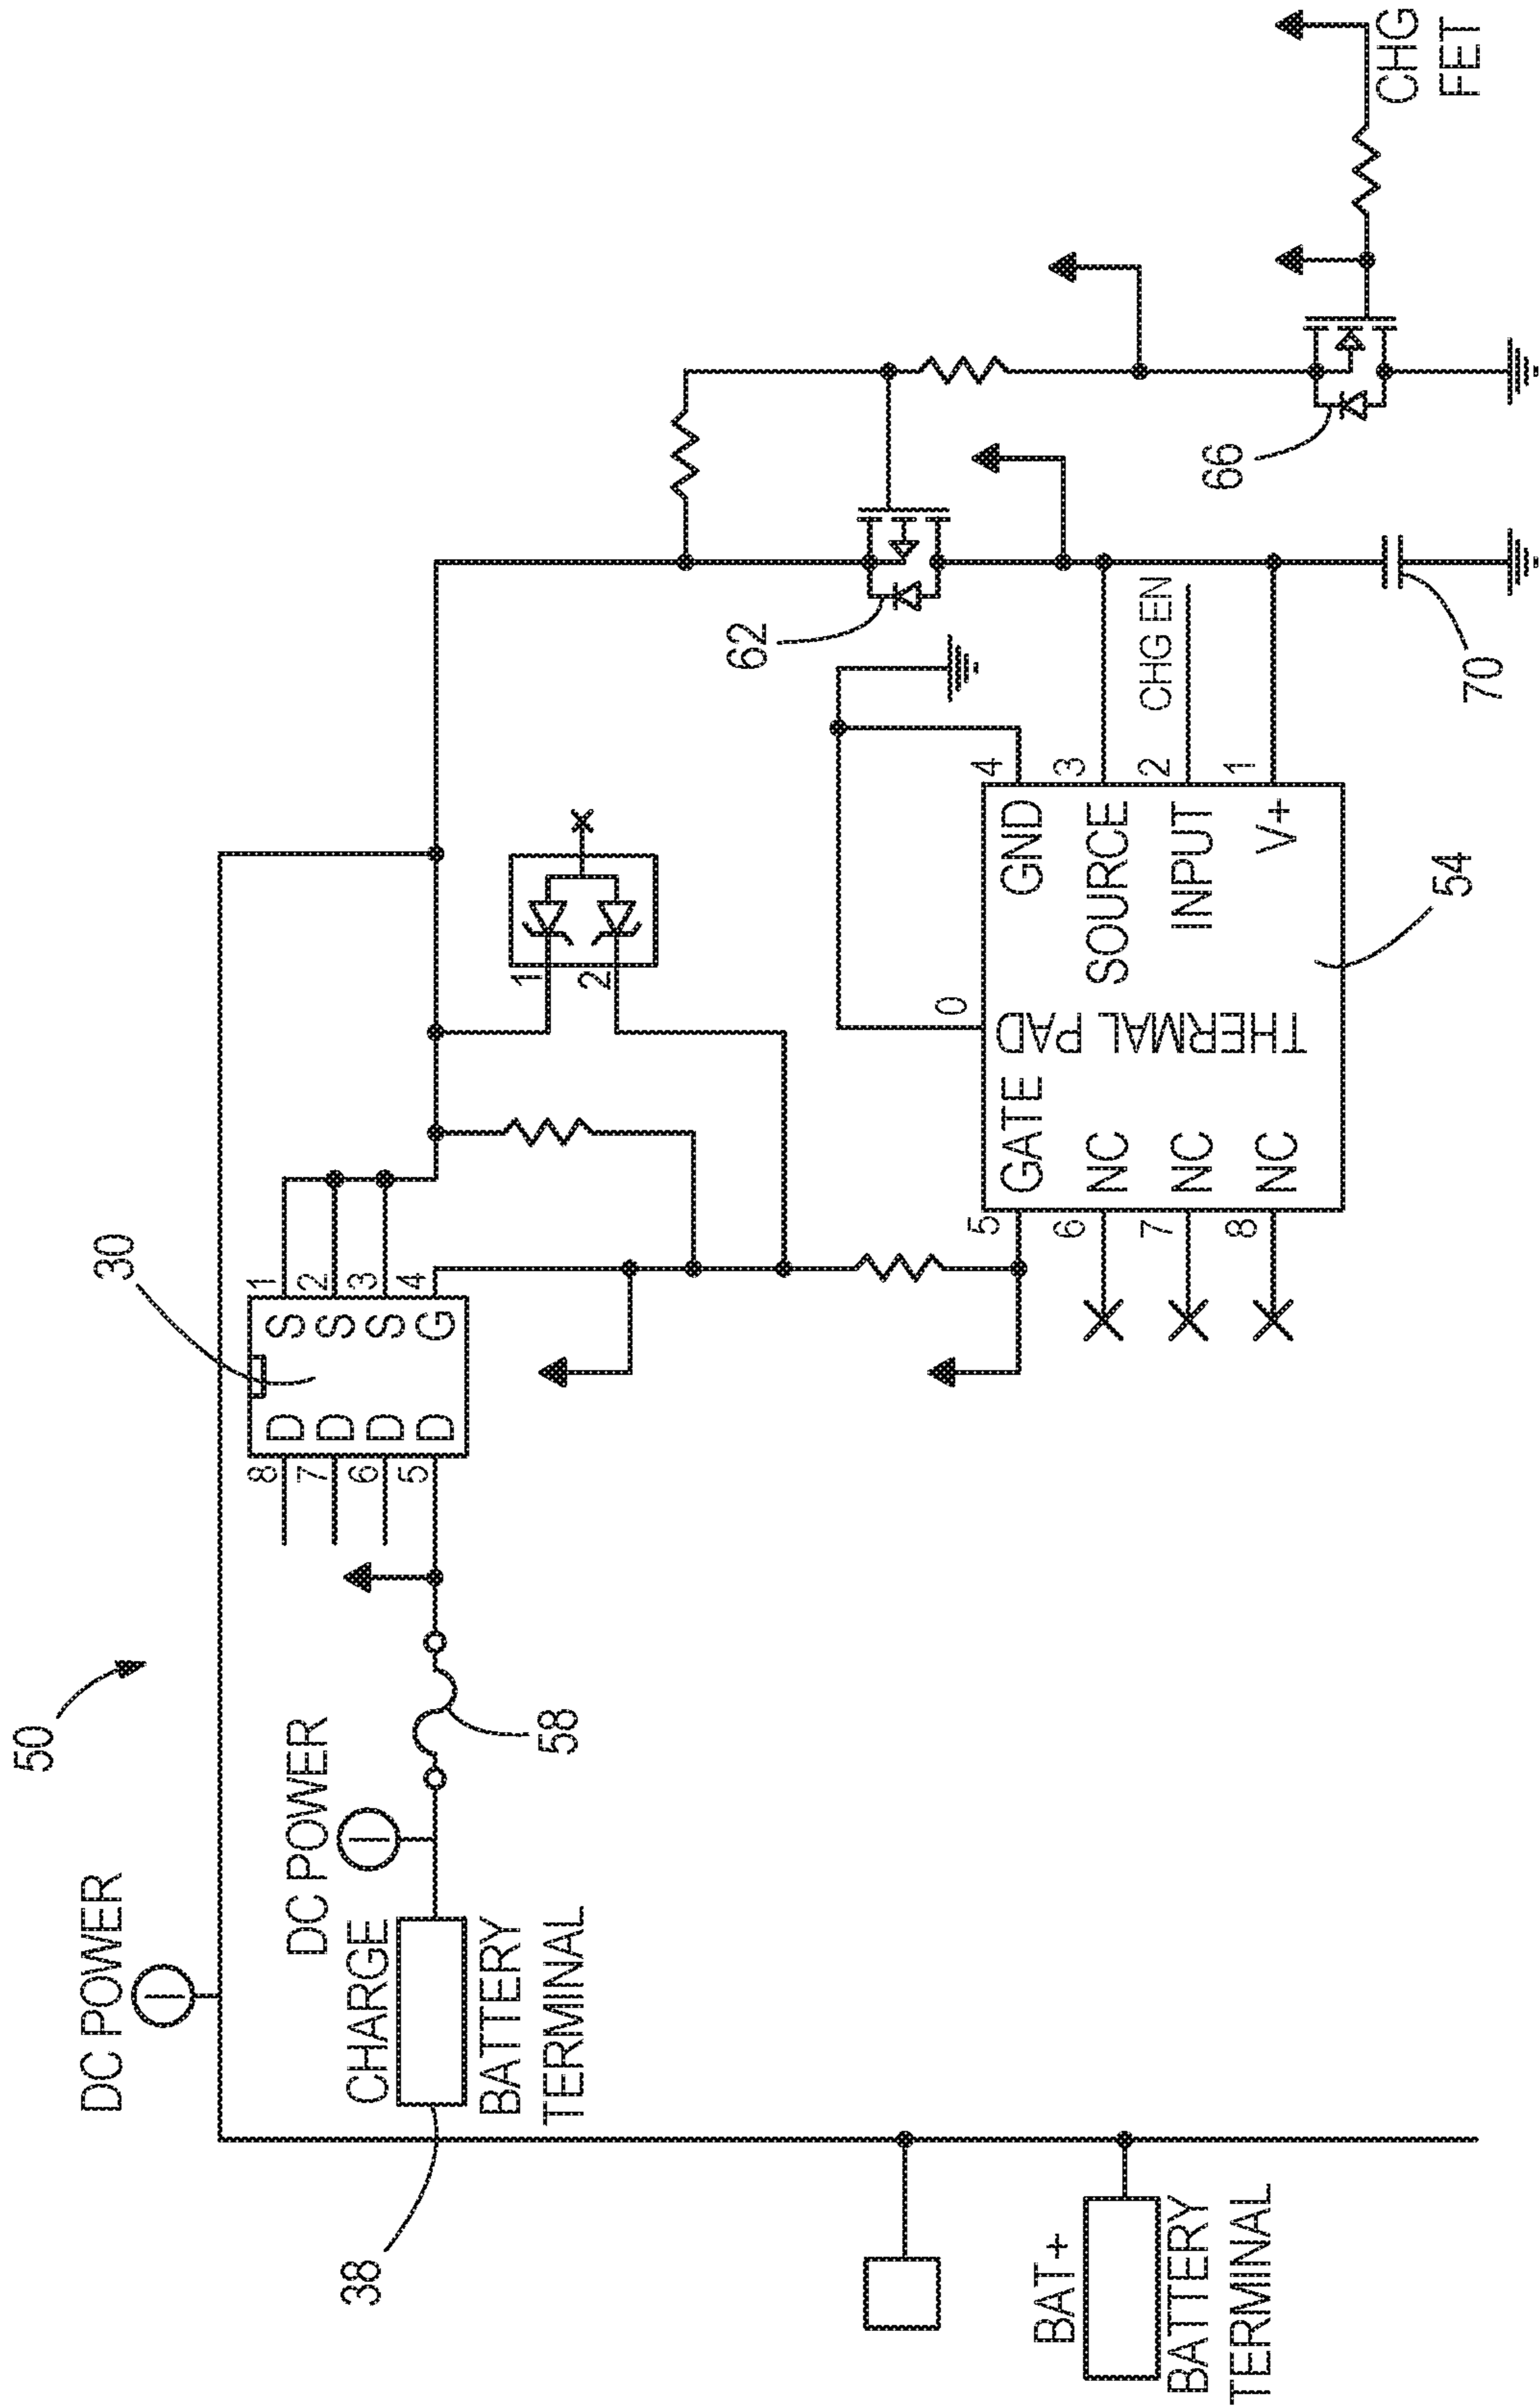 50
DC POWER
DC POWER
CHARGE
BATTERY
TERMINAL
38
58
BAT+
BATTERY
TERMINAL
30
8 D S 1
7 D S 2
6 D S 3
5 D G 4
1
2
62
66
CHG
FET
5 GATE GND 4
6 NC SOURCE 3
7 NC INPUT 2
8 NC V+ 1
THERMAL PAD
0
CHG EN
54
70